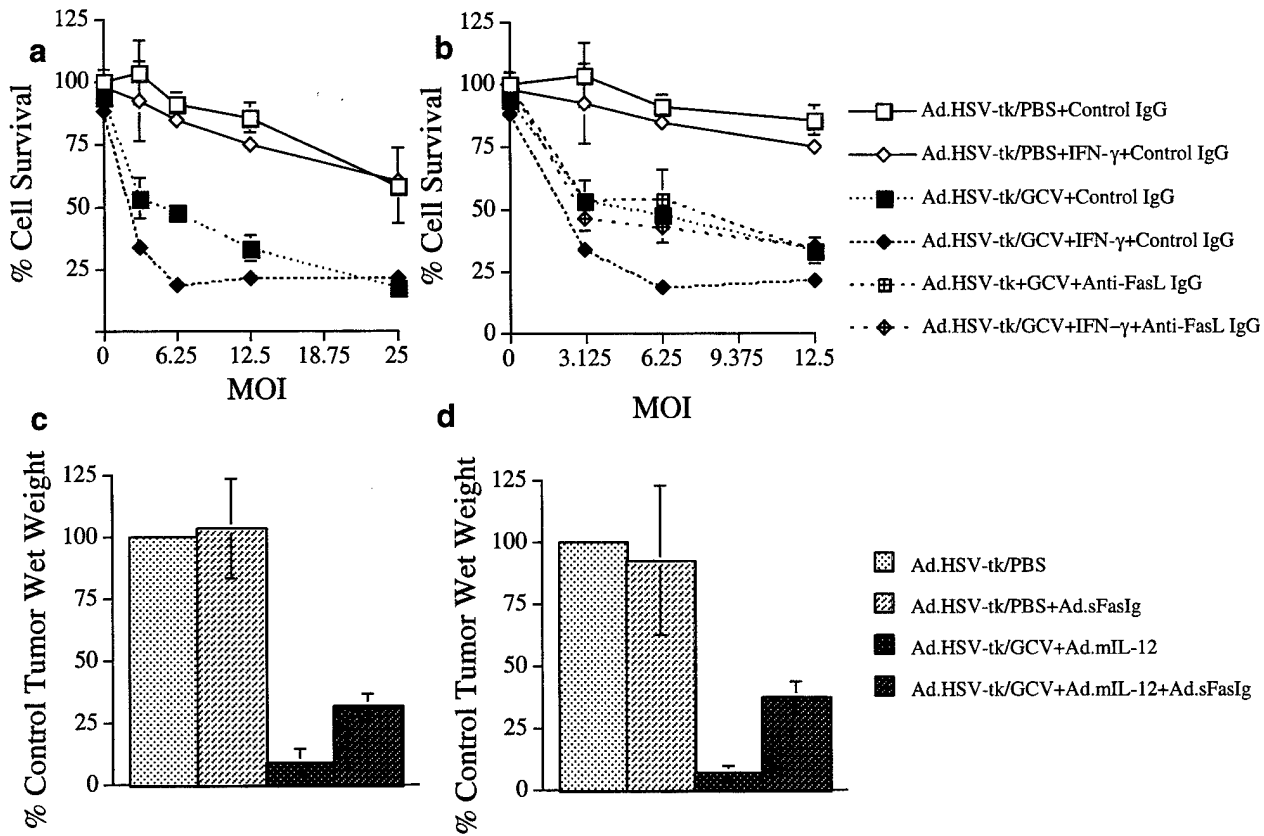 a
% Cell Survival
125
100
75
50
25
0
6.25
12.5
18.75
25
MOI
b
% Cell Survival
125
100
75
50
25
0
0
3.125
6.25
9.375
12.5
MOI
Ad.HSV-tk/PBS+Control IgG
Ad.HSV-tk/PBS+IFN-γ+Control IgG
Ad.HSV-tk/GCV+Control IgG
Ad.HSV-tk/GCV+IFN-γ+Control IgG
Ad.HSV-tk+GCV+Anti-FasL IgG
Ad.HSV-tk/GCV+IFN-γ+Anti-FasL IgG
c
% Control Tumor Wet Weight
125
100
75
50
25
0
d
% Control Tumor Wet Weight
125
100
75
50
25
0
Ad.HSV-tk/PBS
Ad.HSV-tk/PBS+Ad.sFasIg
Ad.HSV-tk/GCV+Ad.mIL-12
Ad.HSV-tk/GCV+Ad.mIL-12+Ad.sFasIg